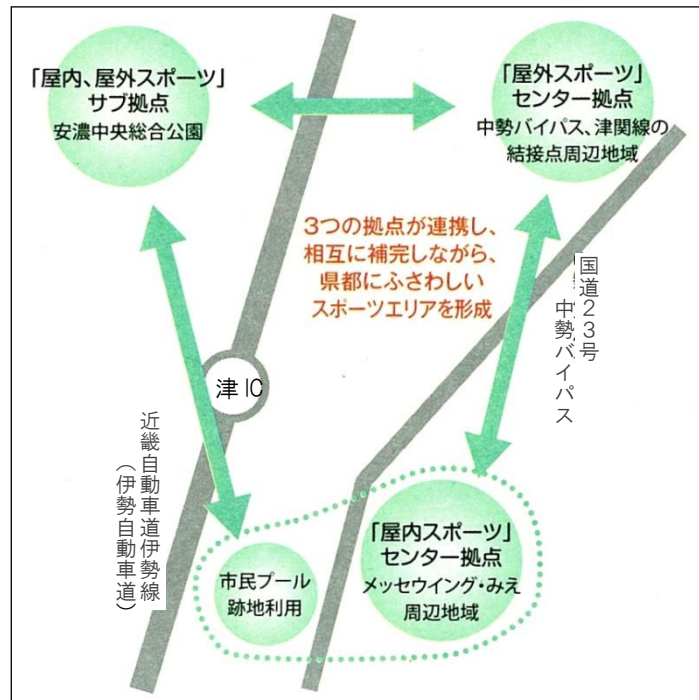 「屋内、屋外スポーツ」
サブ拠点
安濃中央総合公園
「屋外スポーツ」
センター拠点
中勢バイパス、津関線の
結接点周辺地域
3つの拠点が連携し、
相互に補完しながら、
県都にふさわしい
スポーツエリアを形成
国道23号
中勢バイパス
津IC
近畿自動車道伊勢線
(伊勢自動車道)
「屋内スポーツ」
センター拠点
メッセウイング・みえ
周辺地域
市民プール
跡地利用